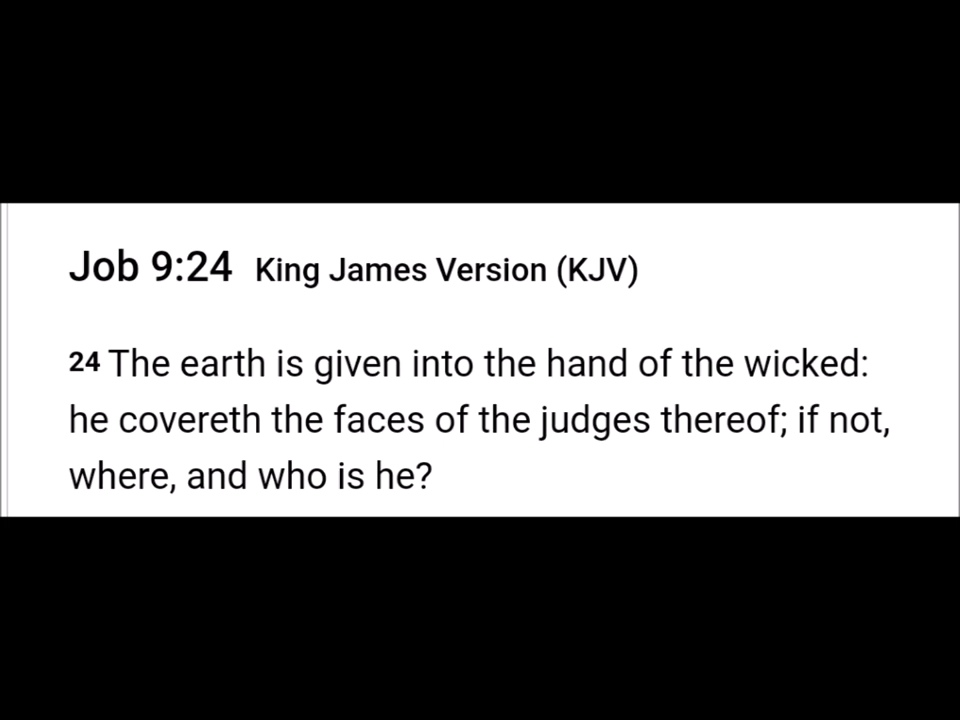 Job 9:24 King James Version (KJV)
24 The earth is given into the hand of the wicked:
he covereth the faces of the judges thereof; if not,
where, and who is he?